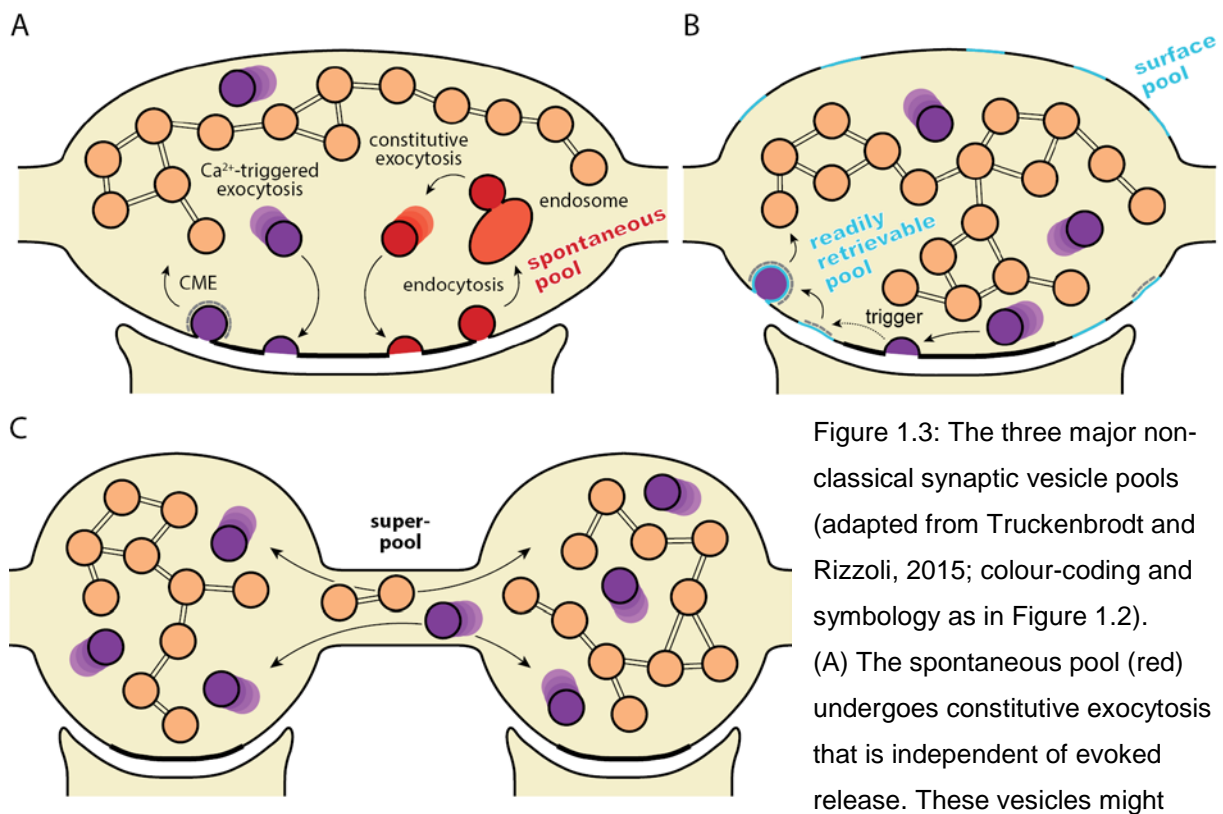 A
Ca²⁺-triggered
exocytosis
constitutive
exocytosis
endosome
spontaneous
pool
endocytosis
CME
B
surface
pool
readily
retrievable
pool
trigger
C
super-
pool
Figure 1.3: The three major non-
classical synaptic vesicle pools
(adapted from Truckenbrodt and
Rizzoli, 2015; colour-coding and
symbology as in Figure 1.2).
(A) The spontaneous pool (red)
undergoes constitutive exocytosis
that is independent of evoked
release. These vesicles might